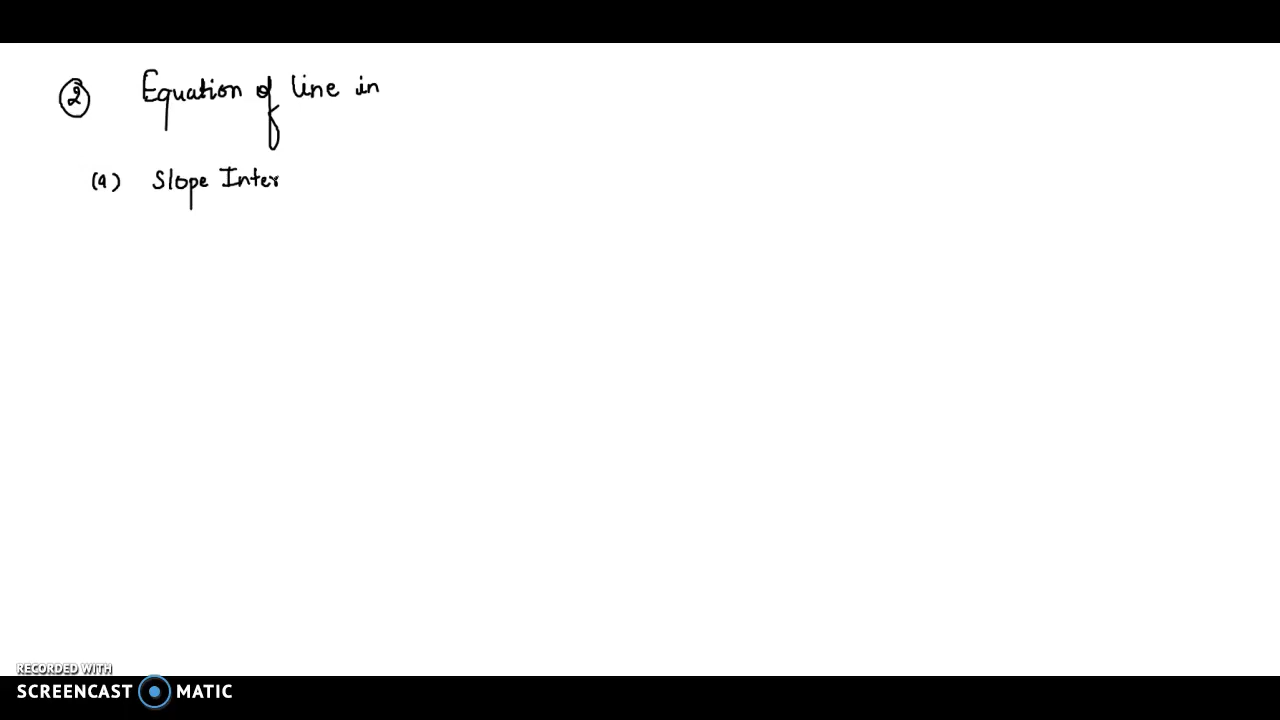 2 Equation of line in
(a) Slope Inter
RECORDED WITH
SCREENCAST MATIC